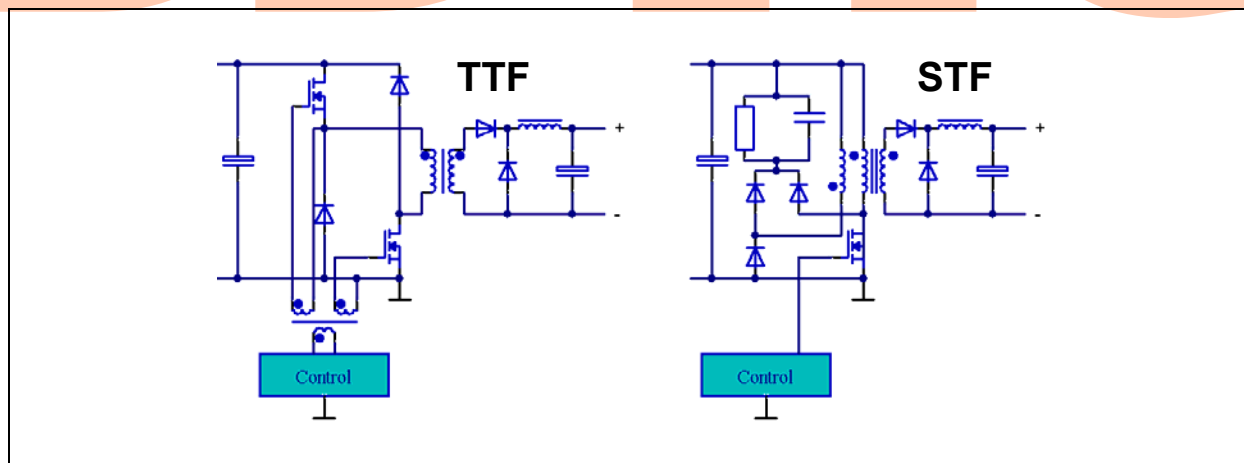 TTF
STF
+
+
-
-
Control
Control